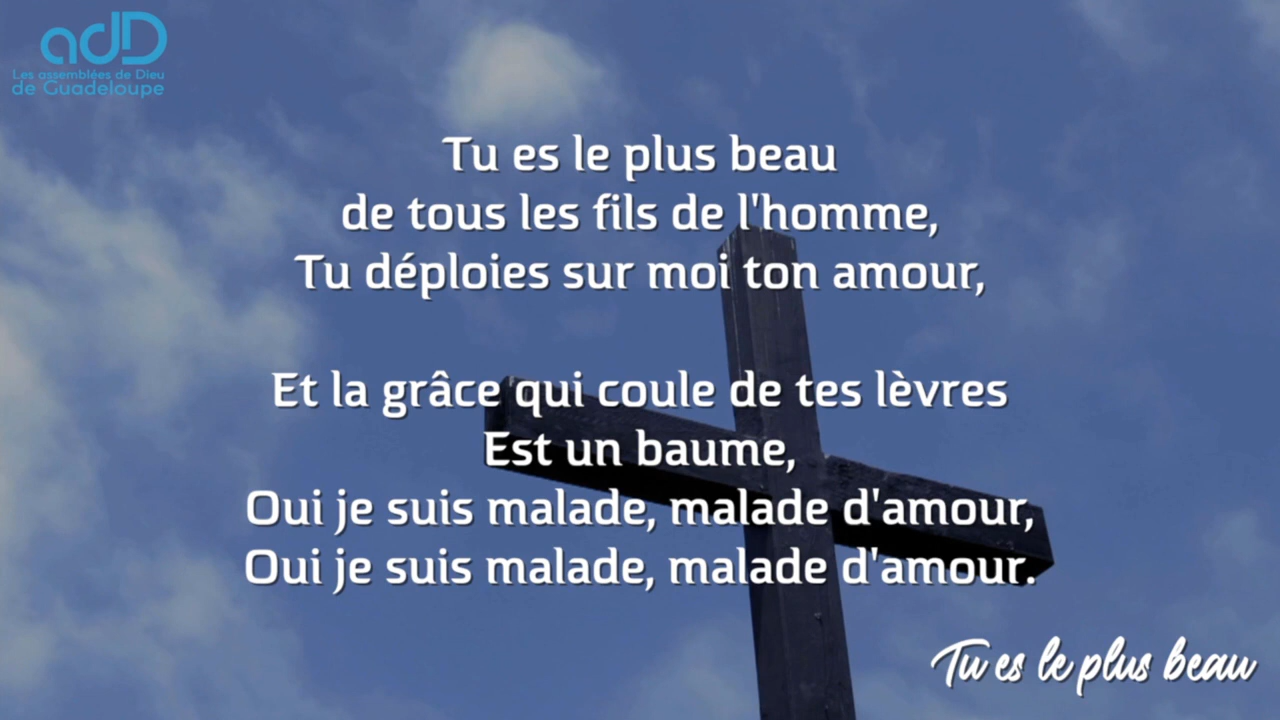 adD
Les assemblées de Dieu
de Guadeloupe
Tu es le plus beau
de tous les fils de l'homme,
Tu déploies sur moi ton amour,
Et la grâce qui coule de tes lèvres
Est un baume,
Oui je suis malade, malade d'amour,
Oui je suis malade, malade d'amour.
Tu es le plus beau